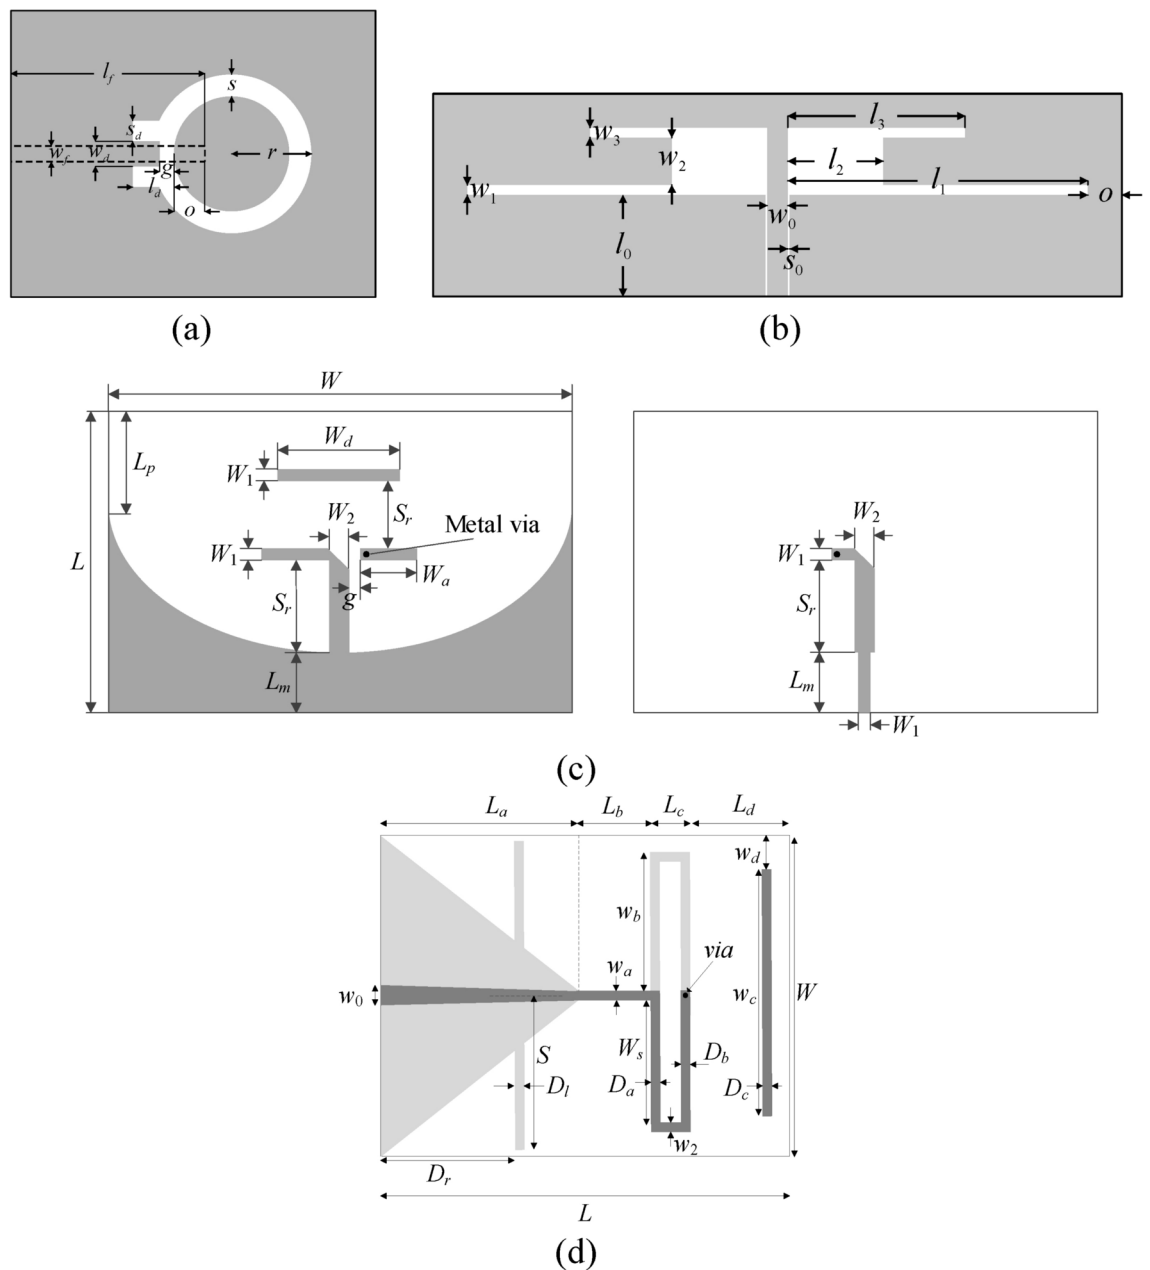 l_f
s
s_d
w_f
w_d
g
r
l_d
o
(a)
l_3
w_3
w_2
l_2
w_1
l_1
o
w_0
l_0
s_0
(b)
W
W_d
L_p
W_1
W_2
S_r
Metal via
L
W_1
W_a
g
S_r
L_m
W_2
W_1
S_r
L_m
W_1
(c)
L_a
L_b
L_c
L_d
w_d
w_b
via
w_a
w_c
W
w_0
S
W_s
D_b
D_l
D_a
D_c
w_2
D_r
L
(d)